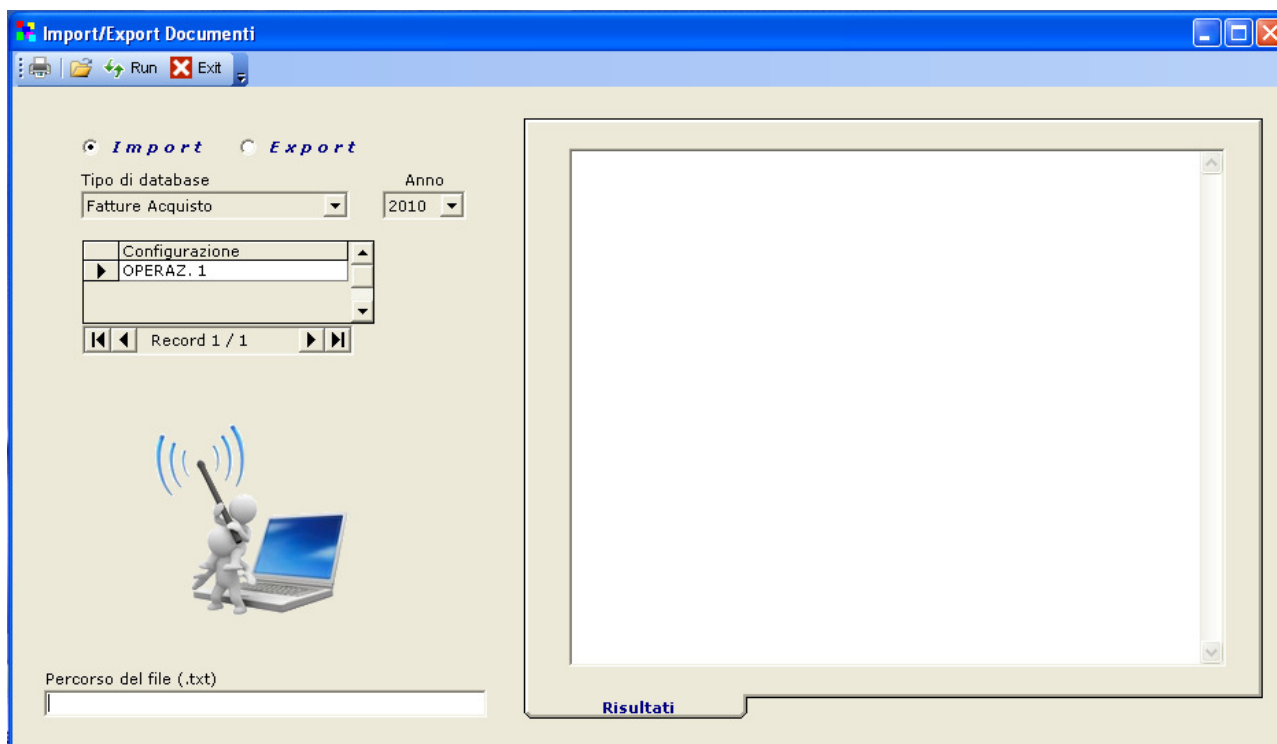 Import/Export Documenti
Run Exit
Import Export
Tipo di database Anno
Fatture Acquisto 2010
Configurazione
OPERAZ. 1
Record 1 / 1
Percorso del file (.txt)
Risultati